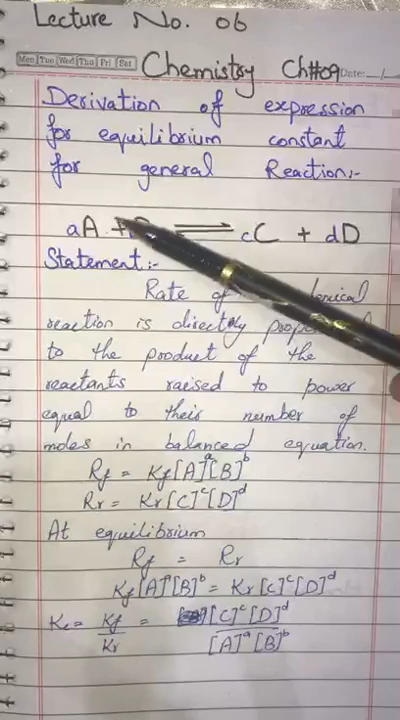 Lecture No. 06
Mon Tue Wed Thu Fri Sat
Chemistry Ch#09 Date: __/__
Derivation of expression
for equilibrium constant
for general Reaction:-
aA + ⇌ cC + dD
Statement:-
Rate of
reaction is directly
to the product of the
reactants raised to power
equal to their number of
moles in balanced equation.
Rf = Kf[A]^a[B]^b
Rr = Kr[C]^c[D]^d
At equilibrium
Rf = Rr
Kf[A]^a[B]^b = Kr[C]^c[D]^d
Kc = Kf/Kr = [C]^c[D]^d/[A]^a[B]^b